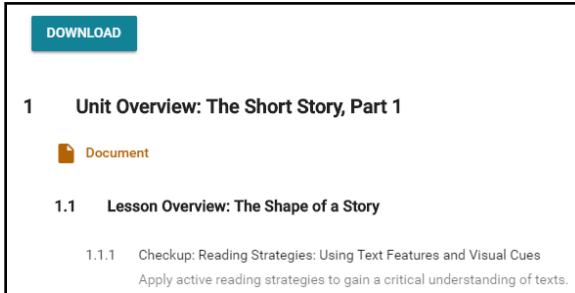 DOWNLOAD
1 Unit Overview: The Short Story, Part 1
Document
1.1 Lesson Overview: The Shape of a Story
1.1.1 Checkup: Reading Strategies: Using Text Features and Visual Cues
Apply active reading strategies to gain a critical understanding of texts.